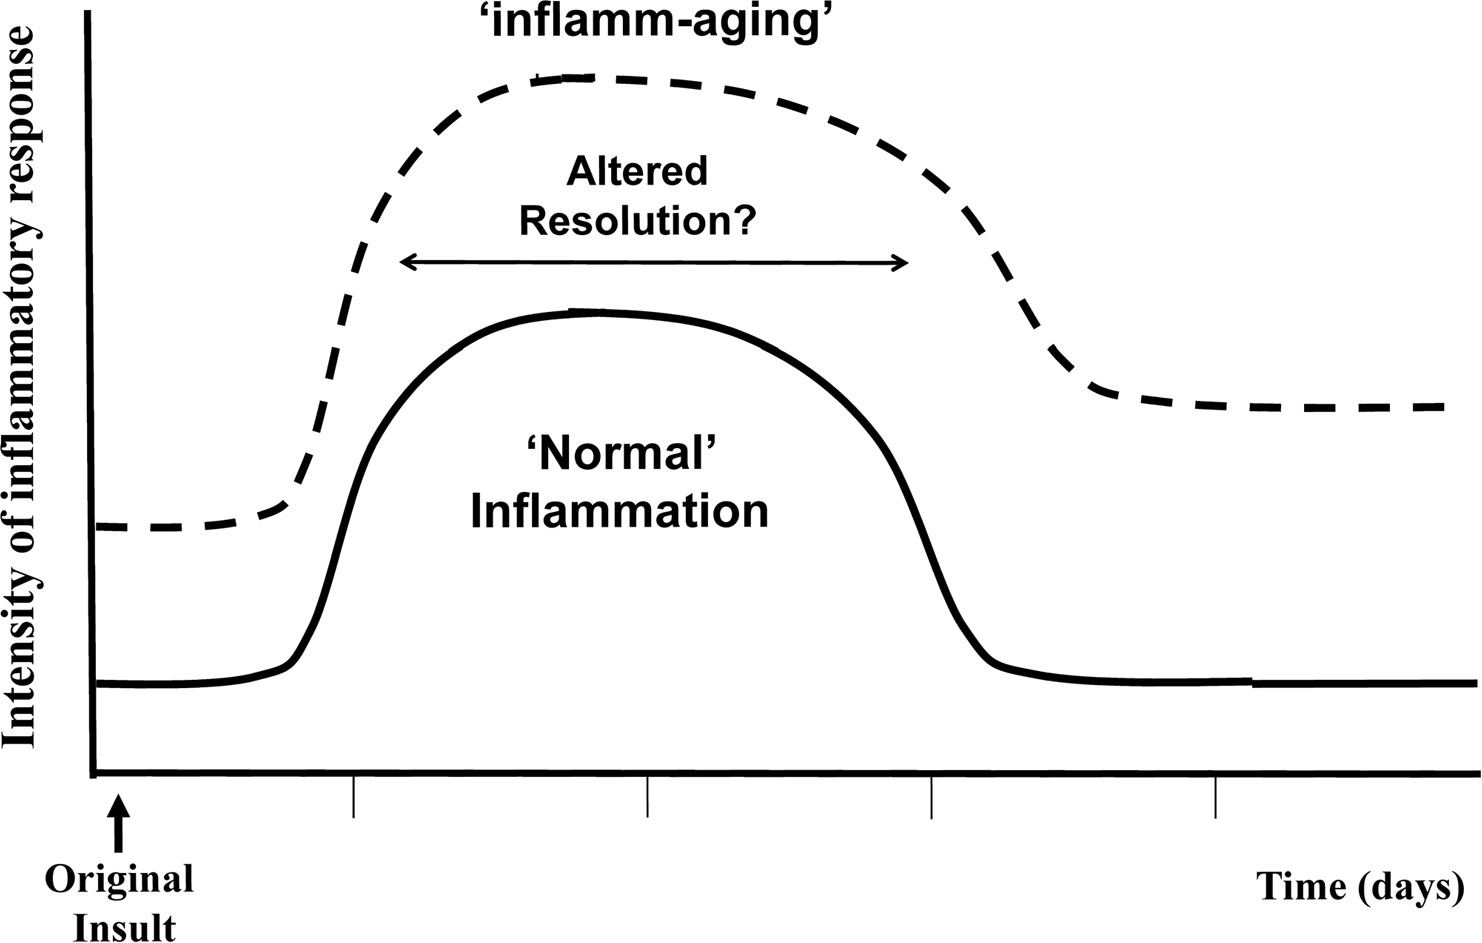 ‘inflamm-aging’
Intensity of inflammatory response
Altered
Resolution?
‘Normal’
Inflammation
Original
Insult
Time (days)